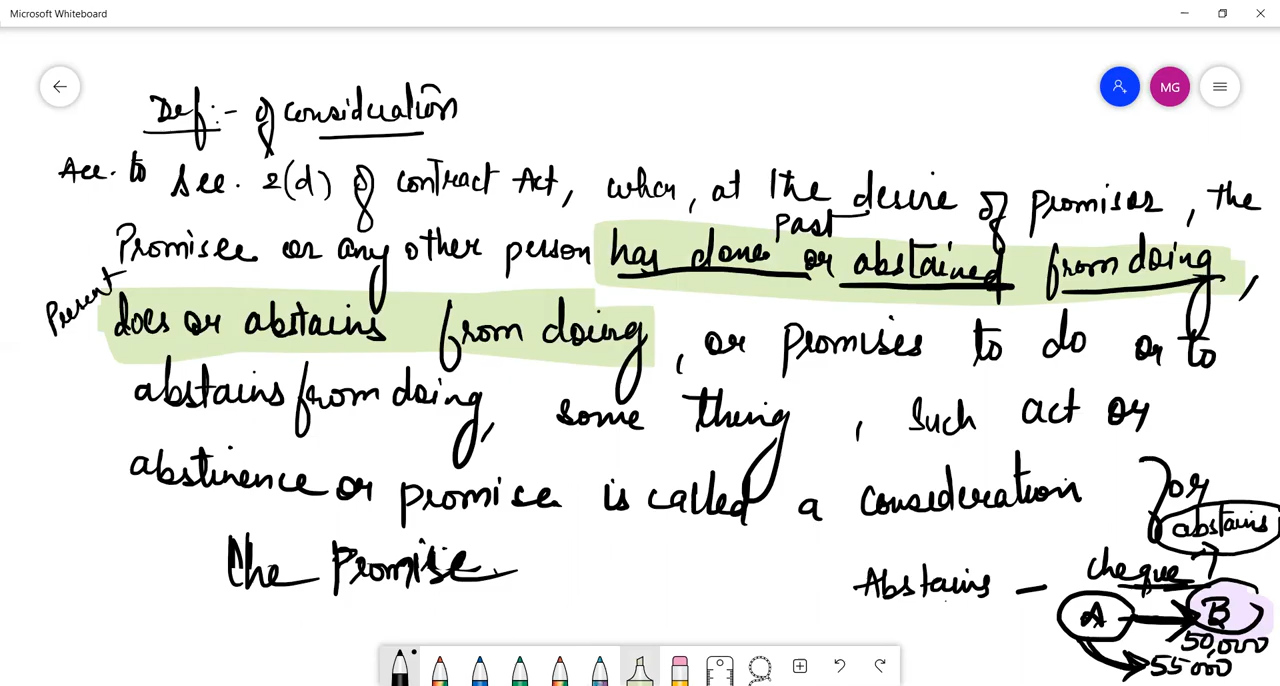 Microsoft Whiteboard
MG
Def :- of consideration
Acc. to sec. 2(d) of contract Act, when, at the desire of promisor, the
Past
Promisee or any other person has done or abstained from doing,
Present
does or abstains from doing, or promises to do or to
abstains from doing, some thing, such act or
abstinence or promise is called a consideration for
the Promise.
abstains
Abstains - cheque
A B
50,000
55000